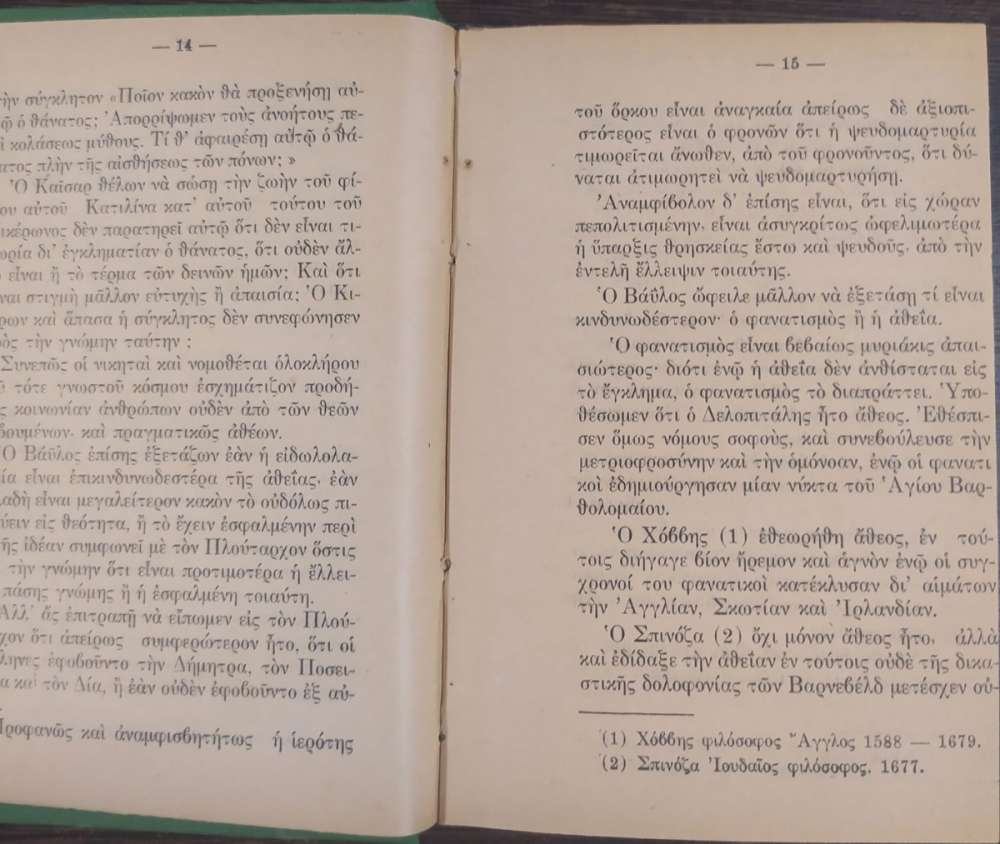 — 14 —
σύγκλητον «Ποῖον κακὸν θὰ προξενήσῃ αὐ-
ὁ θάνατος; Ἀπορρίψωμεν τοὺς ἀνοήτους πε-
κολάσεως μύθους. Τί θ’ ἀφαιρέσῃ αὐτῷ ὁ θά-
νατος πλὴν τῆς αἰσθήσεως τῶν πόνων; »
Ὁ Καῖσαρ θέλων νὰ σώσῃ τὴν ζωὴν τοῦ φί-
ου αὐτοῦ Κατιλίνα κατ’ αὐτοῦ τούτου τοῦ
ικέρωνος δὲν παρατηρεῖ αὐτῷ ὅτι δὲν εἶναι τι-
ωρία δι’ ἐγκληματίαν ὁ θάνατος, ὅτι οὐδὲν ἄλ-
εἶναι ἢ τὸ τέρμα τῶν δεινῶν ἡμῶν; Καὶ ὅτι
ναι στιγμὴ μᾶλλον εὐτυχὴς ἢ ἀπαισία; Ὁ Κι-
ρων καὶ ἅπασα ἡ σύγκλητος δὲν συνεφώνησεν
ὸς τὴν γνώμην ταύτην ;
Συνεπῶς οἱ νικηταὶ καὶ νομοθέται ὁλοκλήρου
τότε γνωστοῦ κόσμου ἐσχημάτιζον προδή-
ς κοινωνίαν ἀνθρώπων οὐδὲν ἀπὸ τῶν θεῶν
βουμένων· καὶ πραγματικῶς ἀθέων.
Ὁ Βάϋλος ἐπίσης ἐξετάζων ἐὰν ἡ εἰδωλολα-
ία εἶναι ἐπικινδυνωδεστέρα τῆς ἀθεΐας· ἐὰν
λαδὴ εἶναι μεγαλείτερον κακὸν τὸ οὐδόλως πι-
ύειν εἰς θεότητα, ἢ τὸ ἔχειν ἐσφαλμένην περὶ
τῆς ἰδέαν συμφωνεῖ μὲ τὸν Πλούταρχον ὅστις
τὴν γνώμην ὅτι εἶναι προτιμοτέρα ἡ ἔλλει-
πάσης γνώμης ἢ ἡ ἐσφαλμένη τοιαύτη.
Ἀλλ’ ἂς ἐπιτραπῇ νὰ εἴπωμεν εἰς τὸν Πλού-
χον ὅτι ἀπείρως συμφερώτερον ἦτο, ὅτι οἱ
ληνες ἐφοβοῦντο τὴν Δήμητρα, τὸν Ποσει-
α καὶ τὸν Δία, ἢ ἐὰν οὐδὲν ἐφοβοῦντο ἐξ αὐ-
Προφανῶς καὶ ἀναμφισβητήτως ἡ ἱερότης
— 15 —
τοῦ ὅρκου εἶναι ἀναγκαία ἀπείρως δὲ ἀξιοπι-
στότερος εἶναι ὁ φρονῶν ὅτι ἡ ψευδομαρτυρία
τιμωρεῖται ἄνωθεν, ἀπὸ τοῦ φρονοῦντος, ὅτι δύ-
ναται ἀτιμωρητεὶ νὰ ψευδομαρτυρήσῃ.
Ἀναμφίβολον δ’ ἐπίσης εἶναι, ὅτι εἰς χώραν
πεπολιτισμένην, εἶναι ἀσυγκρίτως ὠφελιμωτέρα
ἡ ὕπαρξις θρησκείας ἔστω καὶ ψευδοῦς, ἀπὸ τὴν
ἐντελῆ ἔλλειψιν τοιαύτης.
Ὁ Βάϋλος ὤφειλε μᾶλλον νὰ ἐξετάσῃ τί εἶναι
κινδυνωδέστερον· ὁ φανατισμὸς ἢ ἡ ἀθεΐα.
Ὁ φανατισμὸς εἶναι βεβαίως μυριάκις ἀπαι-
σιώτερος· διότι ἐνῷ ἡ ἀθεΐα δὲν ἀνθίσταται εἰς
τὸ ἔγκλημα, ὁ φανατισμὸς τὸ διαπράττει. Ὑπο-
θέσωμεν ὅτι ὁ Δελοπιτάλης ἦτο ἄθεος. Ἐθέσπι-
σεν ὅμως νόμους σοφούς, καὶ συνεβούλευσε τὴν
μετριοφροσύνην καὶ τὴν ὁμόνοαν, ἐνῷ οἱ φανατι
κοὶ ἐδημιούργησαν μίαν νύκτα τοῦ Ἁγίου Βαρ-
θολομαίου.
Ὁ Χόββης (1) ἐθεωρήθη ἄθεος, ἐν τού-
τοις διήγαγε βίον ἤρεμον καὶ ἁγνὸν ἐνῷ οἱ συγ-
χρονοί του φανατικοὶ κατέκλυσαν δι’ αἱμάτων
τὴν Ἀγγλίαν, Σκωτίαν καὶ Ἰρλανδίαν.
Ὁ Σπινόζα (2) ὄχι μόνον ἄθεος ἦτο, ἀλλὰ
καὶ ἐδίδαξε τὴν ἀθεΐαν ἐν τούτοις οὐδὲ τῆς δικα-
στικῆς δολοφονίας τῶν Βαρνεβέλδ μετέσχεν οὐ-
(1) Χόββης φιλόσοφος Ἄγγλος 1588 — 1679.
(2) Σπινόζα Ἰουδαῖος φιλόσοφος. 1677.